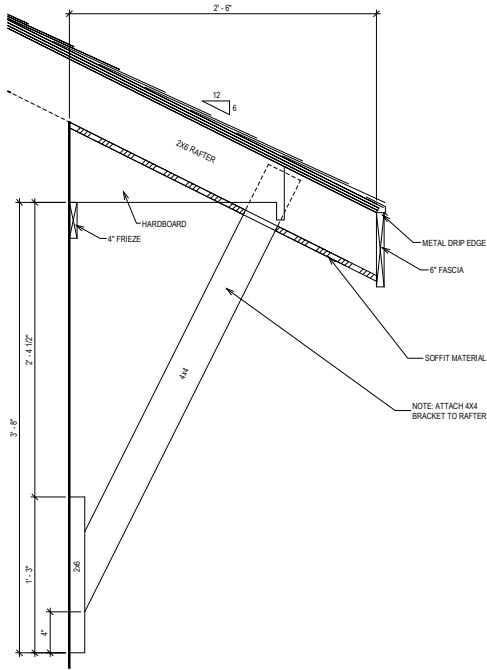 2' - 6"
12
6
2X6 RAFTER
HARDBOARD
4" FRIEZE
METAL DRIP EDGE
6" FASCIA
2' - 4 1/2"
3' - 8"
4x4
SOFFIT MATERIAL
NOTE: ATTACH 4X4
BRACKET TO RAFTER
1' - 3"
2x6
4"